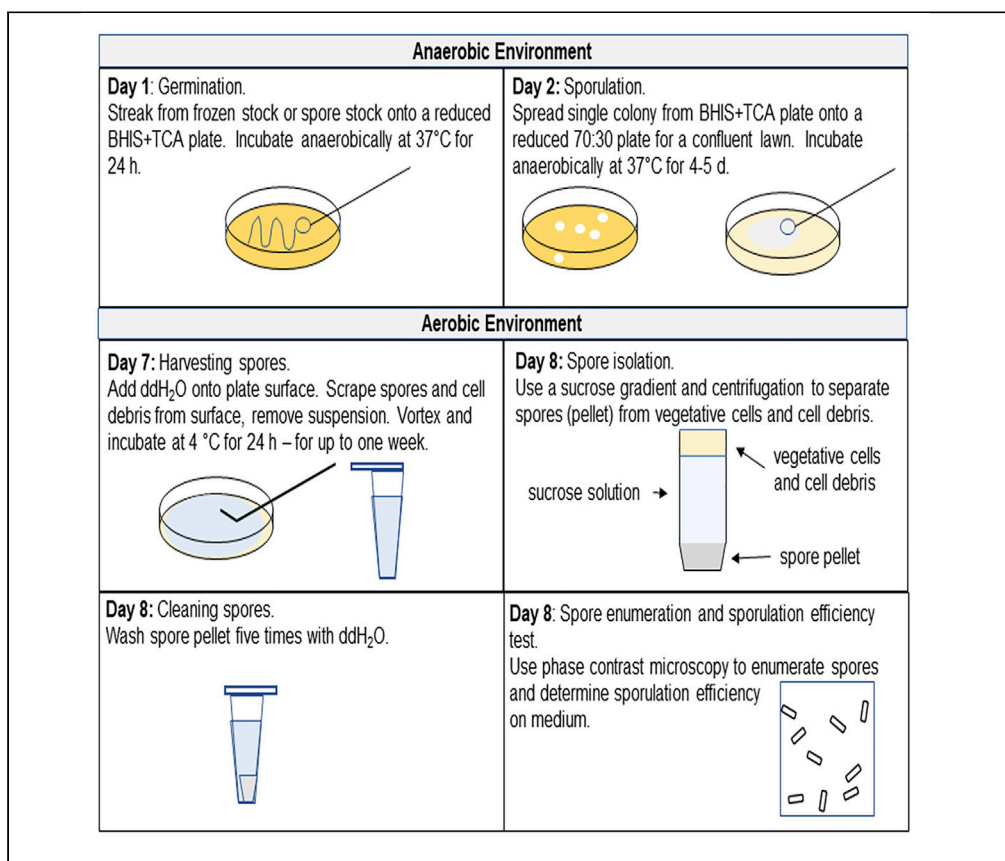 Anaerobic Environment
Day 1: Germination.
Streak from frozen stock or spore stock onto a reduced
BHIS+TCA plate. Incubate anaerobically at 37°C for
24 h.
Day 2: Sporulation.
Spread single colony from BHIS+TCA plate onto a
reduced 70:30 plate for a confluent lawn. Incubate
anaerobically at 37°C for 4-5 d.
Aerobic Environment
Day 7: Harvesting spores.
Add ddH₂O onto plate surface. Scrape spores and cell
debris from surface, remove suspension. Vortex and
incubate at 4 °C for 24 h – for up to one week.
Day 8: Spore isolation.
Use a sucrose gradient and centrifugation to separate
spores (pellet) from vegetative cells and cell debris.
vegetative cells
and cell debris
sucrose solution
spore pellet
Day 8: Cleaning spores.
Wash spore pellet five times with ddH₂O.
Day 8: Spore enumeration and sporulation efficiency
test.
Use phase contrast microscopy to enumerate spores
and determine sporulation efficiency
on medium.